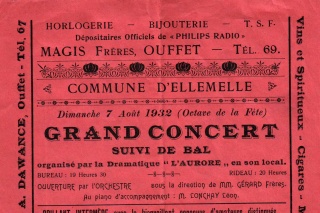 HORLOGERIE - BIJOUTERIE - T. S. F.
Dépositaires Officiels de « PHILIPS RADIO »
MAGIS FRÈRES, OUFFET - TÉL. 69.
COMMUNE D'ELLEMELLE
Dimanche 7 Août 1932 (Octave de la Fête)
GRAND CONCERT
SUIVI DE BAL
organisé par la Dramatique "L'AURORE", en son local.
BUREAU : 19 Heures 30
RIDEAU : 20 Heures
OUVERTURE par l'ORCHESTRE sous la direction de MM. GÉRARD Frères.
Au piano d'accompagnement : M. CONCHAY Camp.
BRILLANT INTERMÈDE
A. DAWANCE, Ouffet - Tél. 67
Vins et Spiritueux - Cigares -